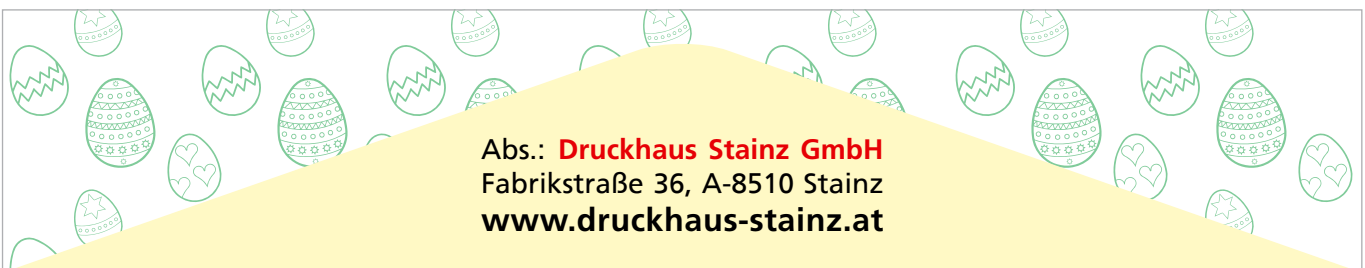 Abs.: Druckhaus Stainz GmbH
Fabrikstraße 36, A-8510 Stainz
www.druckhaus-stainz.at